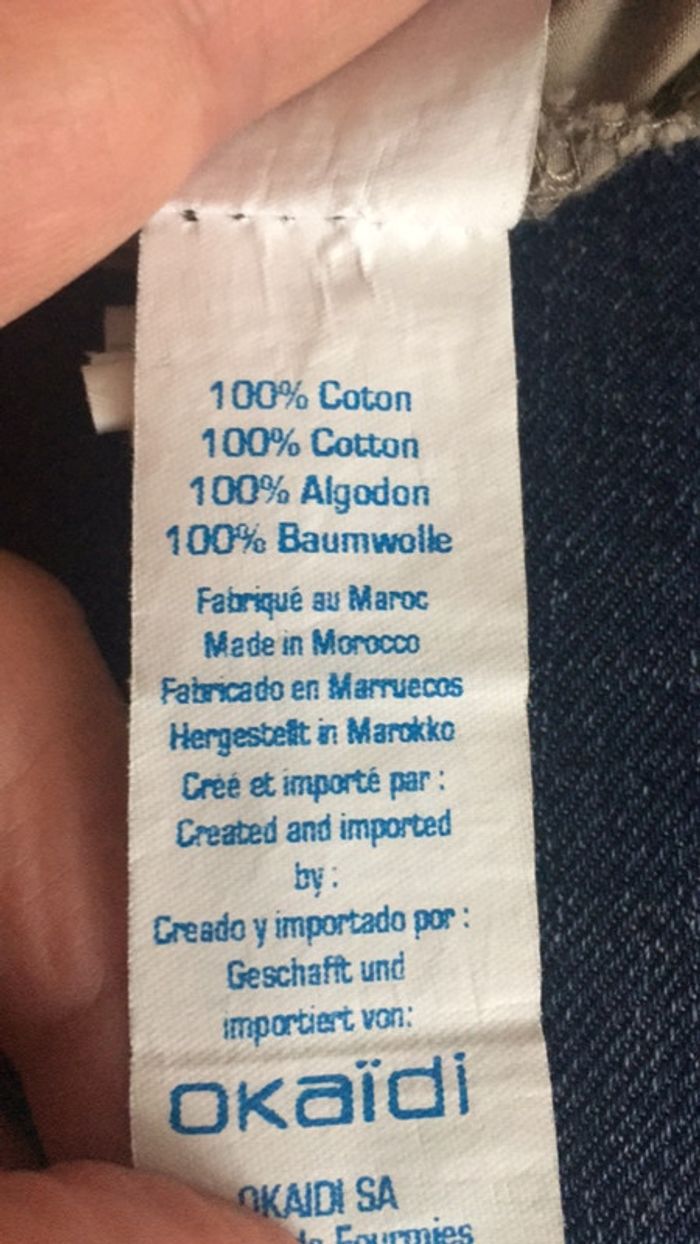 100% Coton
100% Cotton
100% Algodon
100% Baumwolle
Fabriqué au Maroc
Made in Morocco
Fabricado en Marruecos
Hergestellt in Marokko
Créé et importé par :
Created and imported
by :
Creado y importado por :
Geschafft und
importiert von:
okaïdi
OKAIDI SA
Fourmies